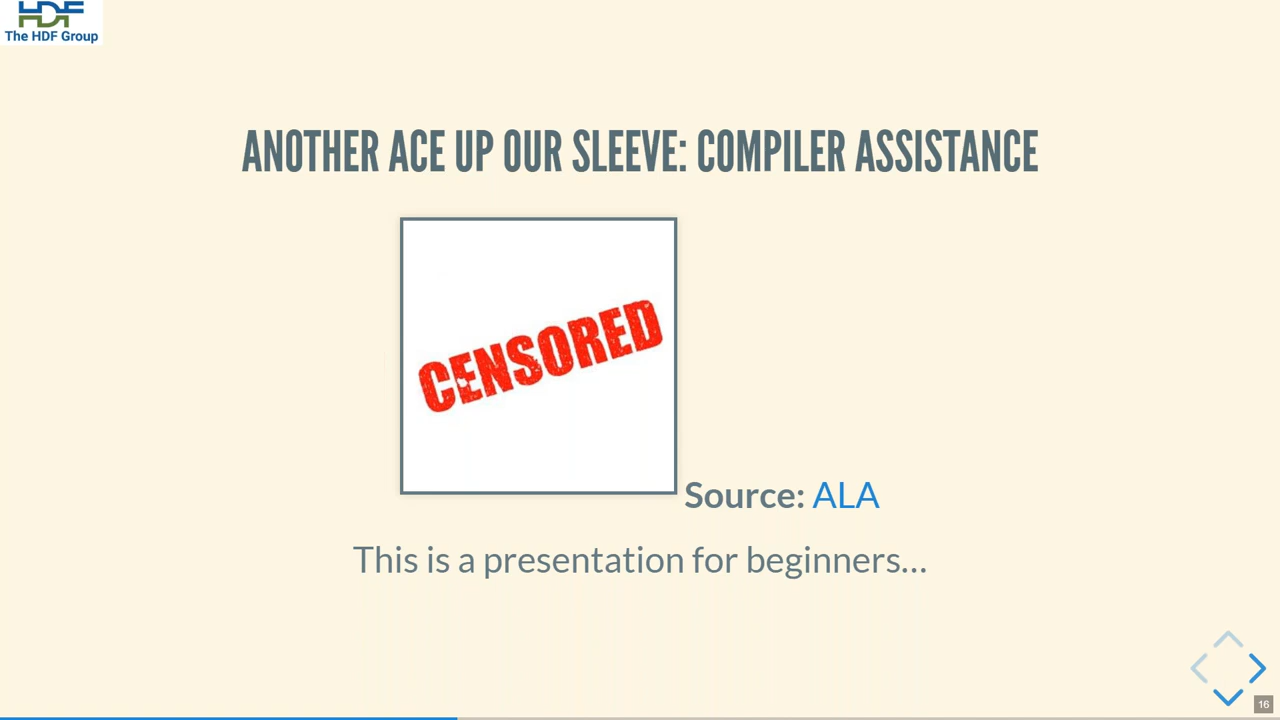 HDF
The HDF Group
ANOTHER ACE UP OUR SLEEVE: COMPILER ASSISTANCE
CENSORED
Source: ALA
This is a presentation for beginners...
16